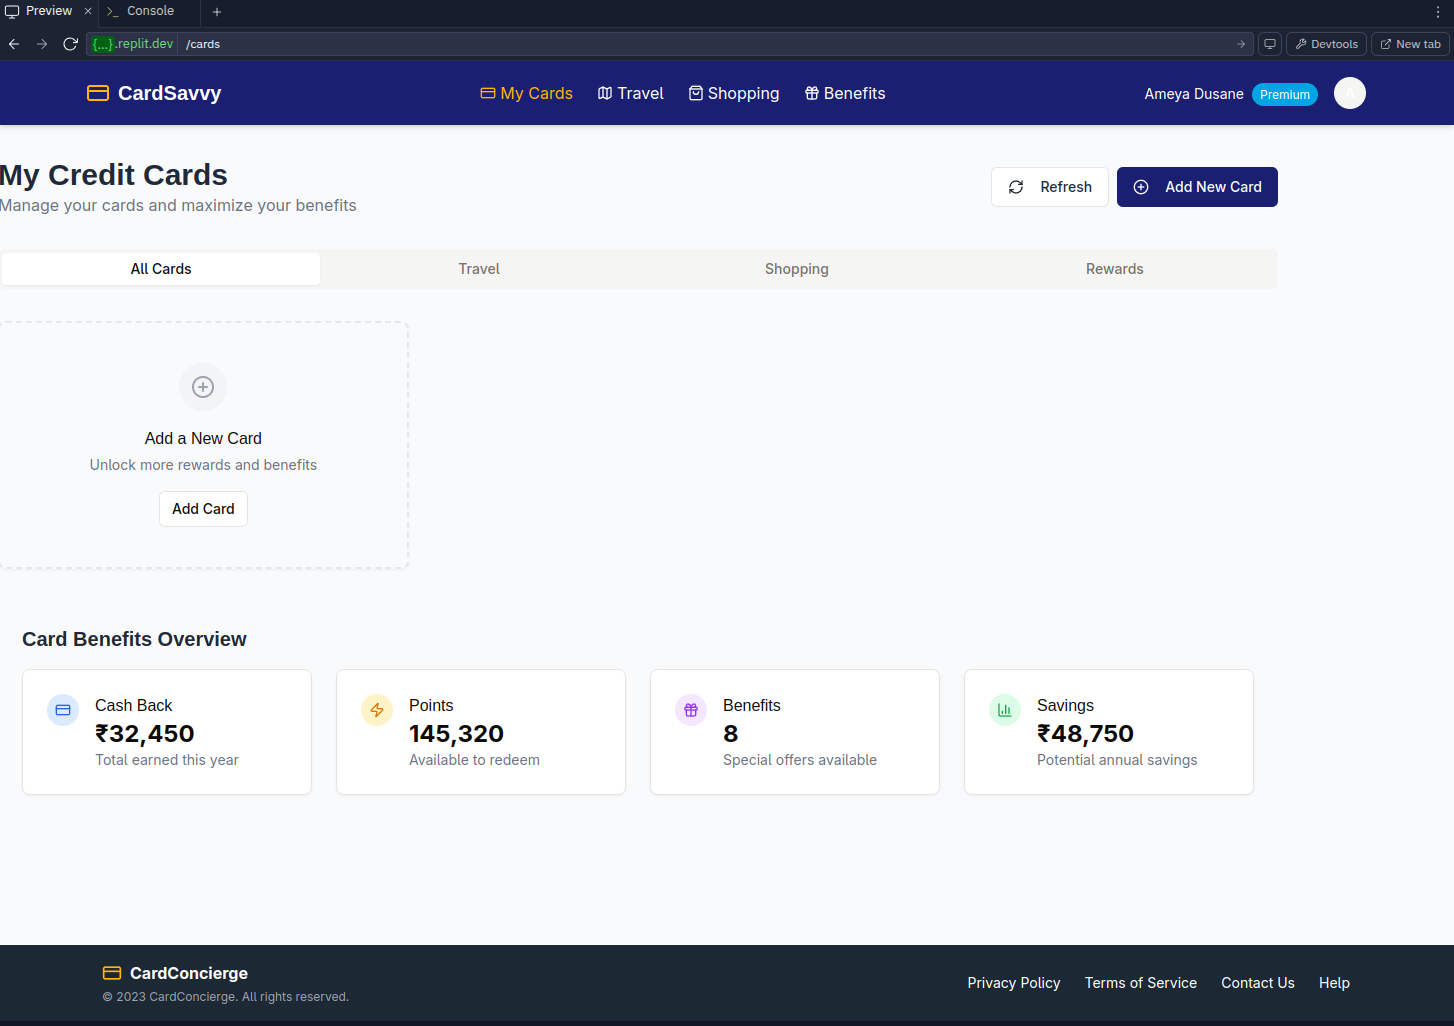 Preview
Console
{...}.replit.dev /cards
Devtools
New tab
CardSavvy
My Cards
Travel
Shopping
Benefits
Ameya Dusane
Premium
A
My Credit Cards
Manage your cards and maximize your benefits
Refresh
Add New Card
All Cards
Travel
Shopping
Rewards
Add a New Card
Unlock more rewards and benefits
Add Card
Card Benefits Overview
Cash Back
₹32,450
Total earned this year
Points
145,320
Available to redeem
Benefits
8
Special offers available
Savings
₹48,750
Potential annual savings
CardConcierge
© 2023 CardConcierge. All rights reserved.
Privacy Policy
Terms of Service
Contact Us
Help